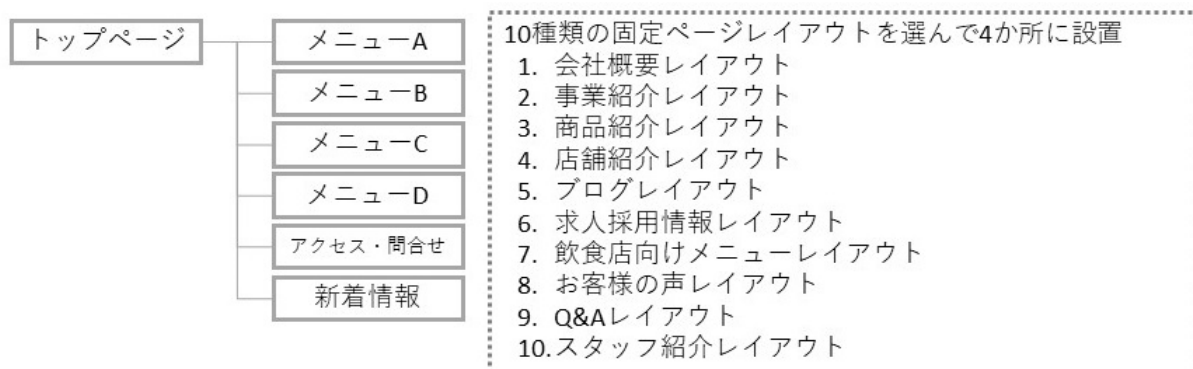 トップページ
メニューA
メニューB
メニューC
メニューD
アクセス・問合せ
新着情報
10種類の固定ページレイアウトを選んで4か所に設置
1. 会社概要レイアウト
2. 事業紹介レイアウト
3. 商品紹介レイアウト
4. 店舗紹介レイアウト
5. ブログレイアウト
6. 求人採用情報レイアウト
7. 飲食店向けメニューレイアウト
8. お客様の声レイアウト
9. Q&Aレイアウト
10.スタッフ紹介レイアウト